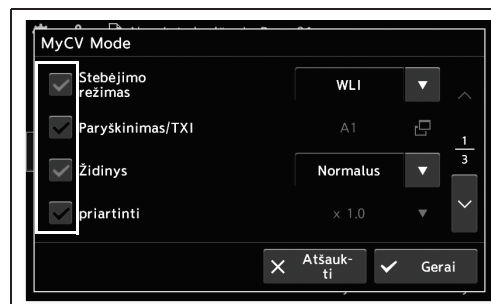 MyCV Mode
Stebėjimo
režimas
WLI
Paryškinimas/TXI
A1
1
3
Židinys
Normalus
priartinti
x 1.0
Atšauk-
ti
Gerai